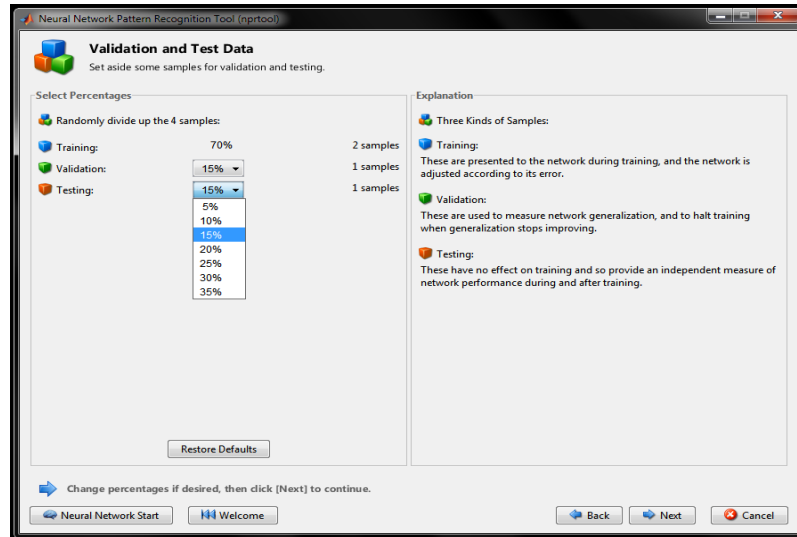 Neural Network Pattern Recognition Tool (nprtool)
Validation and Test Data
Set aside some samples for validation and testing.
Select Percentages
Randomly divide up the 4 samples:
Training: 70% 2 samples
Validation: 15% 1 samples
Testing: 15% 1 samples
5%
10%
15%
20%
25%
30%
35%
Restore Defaults
Explanation
Three Kinds of Samples:
Training:
These are presented to the network during training, and the network is
adjusted according to its error.
Validation:
These are used to measure network generalization, and to halt training
when generalization stops improving.
Testing:
These have no effect on training and so provide an independent measure of
network performance during and after training.
Change percentages if desired, then click [Next] to continue.
Neural Network Start Welcome Back Next Cancel